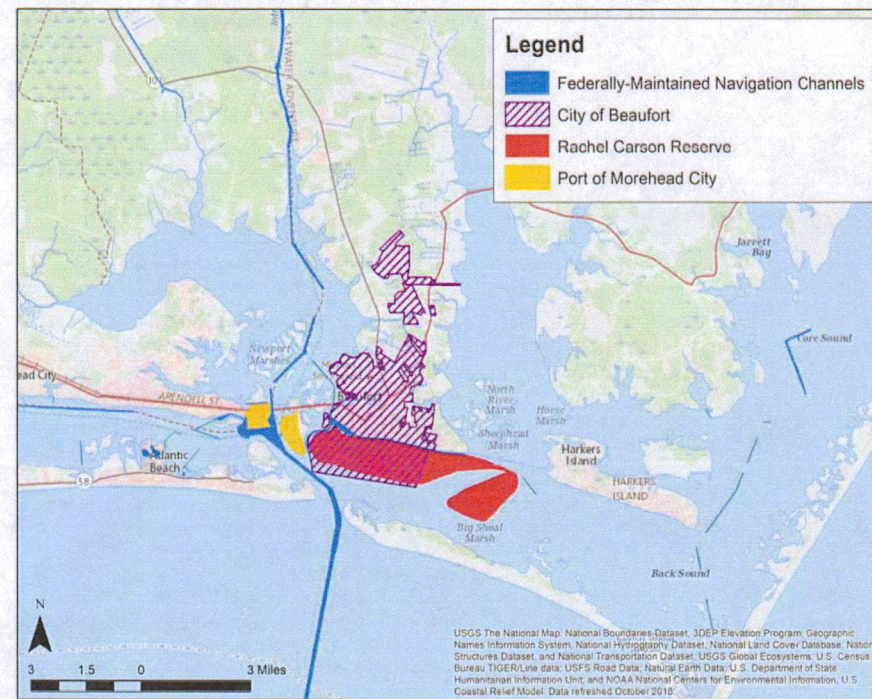 Legend
Federally-Maintained Navigation Channels
City of Beaufort
Rachel Carson Reserve
Port of Morehead City
101
SALTWATER ADVENTURE
Jarrett
Bay
Core Sound
Newport
Marshes
ead City
ARENDELL ST
Beaufort
North
River
Marsh
Horse
Marsh
Sheephead
Marsh
Harkers
Island
HARKERS
ISLAND
Atlantic
Beach
58
Big Shoal
Marsh
Back Sound
N
3 1.5 0 3 Miles
USGS The National Map: National Boundaries Dataset, 3DEP Elevation Program, Geographic
Names Information System, National Hydrography Dataset, National Land Cover Database, Nation
Structures Dataset, and National Transportation Dataset; USGS Global Ecosystems; U.S. Census
Bureau TIGER/Line data; USFS Road Data; Natural Earth Data; U.S. Department of State
Humanitarian Information Unit; and NOAA National Centers for Environmental Information, U.S.
Coastal Relief Model. Data refreshed October 2018.